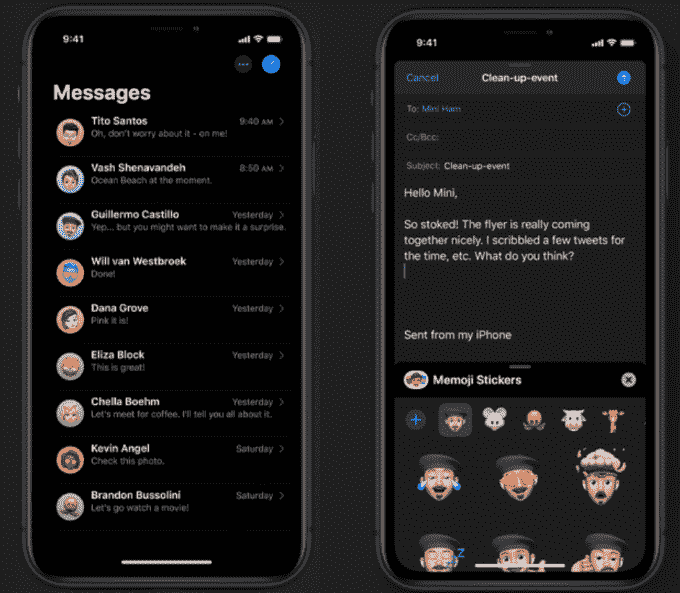 9:41
Messages
Tito Santos
9:40 AM
Oh, don't worry about it - on me!
Vash Shenavandeh
8:50 AM
Ocean Beach at the moment.
Guillermo Castillo
Yesterday
Yep... but you might want to make it a surprise.
Will van Westbroek
Yesterday
Done!
Dana Grove
Yesterday
Pink it is!
Eliza Block
Yesterday
This is great!
Chella Boehm
Yesterday
Let's meet for coffee. I'll tell you all about it.
Kevin Angel
Saturday
Check this photo.
Brandon Bussolini
Saturday
Let's go watch a movie!
9:41
Cancel
Clean-up-event
To: Mini Ham
Cc/Bcc:
Subject: Clean-up-event
Hello Mini,
So stoked! The flyer is really coming
together nicely. I scribbled a few tweets for
the time, etc. What do you think?
Sent from my iPhone
Memoji Stickers
Z
Z